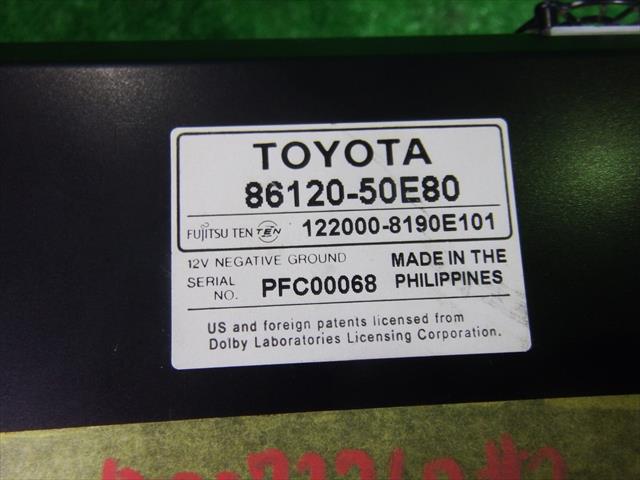 TOYOTA
86120-50E80
FUJITSU TEN TEN 122000-8190E101
12V NEGATIVE GROUND MADE IN THE
SERIAL NO. PFC00068 PHILIPPINES
US and foreign patents licensed from
Dolby Laboratories Licensing Corporation.